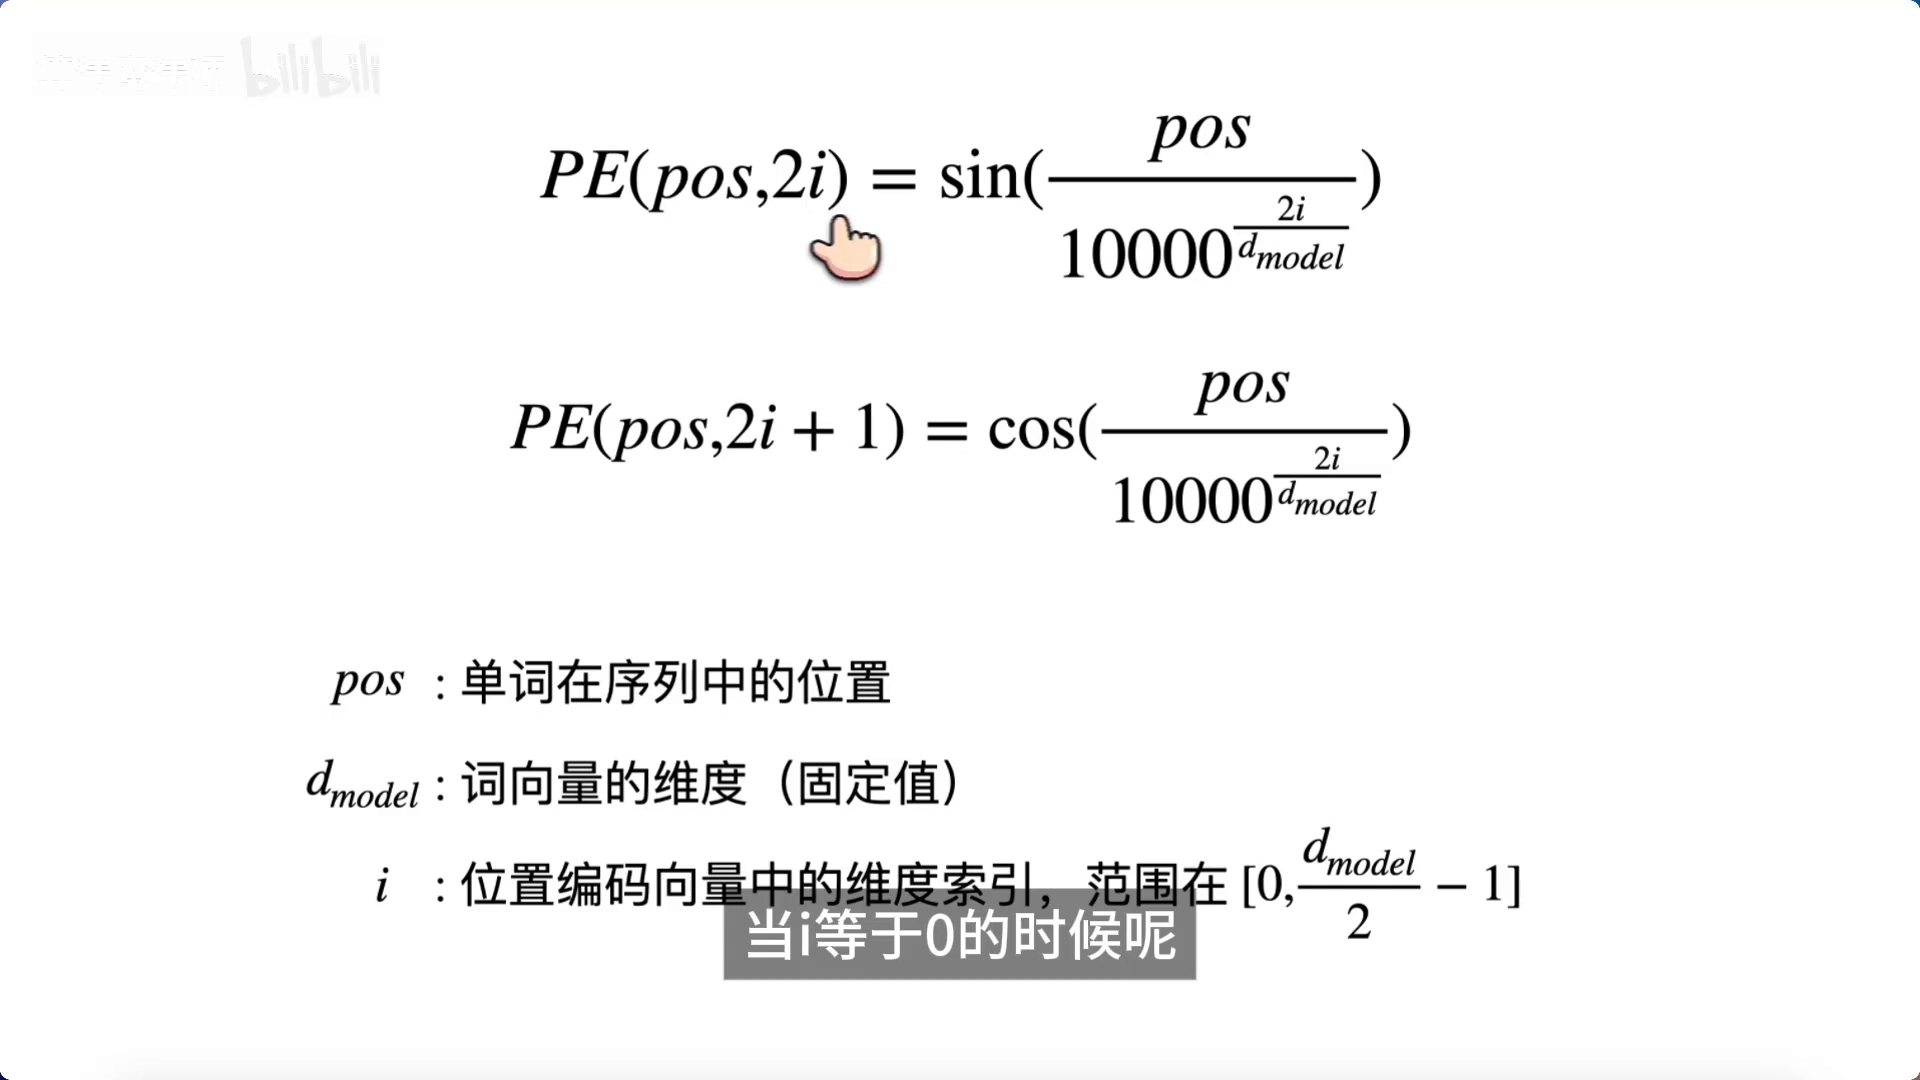 bilibili
PE(pos,2i) = sin(pos / 10000^(2i / d_model))
PE(pos,2i + 1) = cos(pos / 10000^(2i / d_model))
pos : 单词在序列中的位置
d_model : 词向量的维度（固定值）
i : 位置编码向量中的维度索引，范围在 [0, d_model / 2 − 1]
当i等于0的时候呢